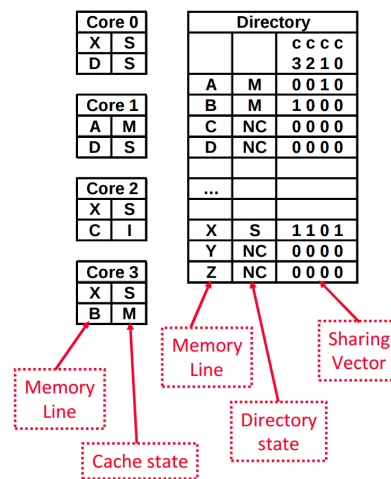 Core 0
X S
D S
Core 1
A M
D S
Core 2
X S
C I
Core 3
X S
B M
Directory
c c c c
3 2 1 0
A M 0 0 1 0
B M 1 0 0 0
C NC 0 0 0 0
D NC 0 0 0 0
...
X S 1 1 0 1
Y NC 0 0 0 0
Z NC 0 0 0 0
Memory
Line
Cache state
Memory
Line
Directory
state
Sharing
Vector